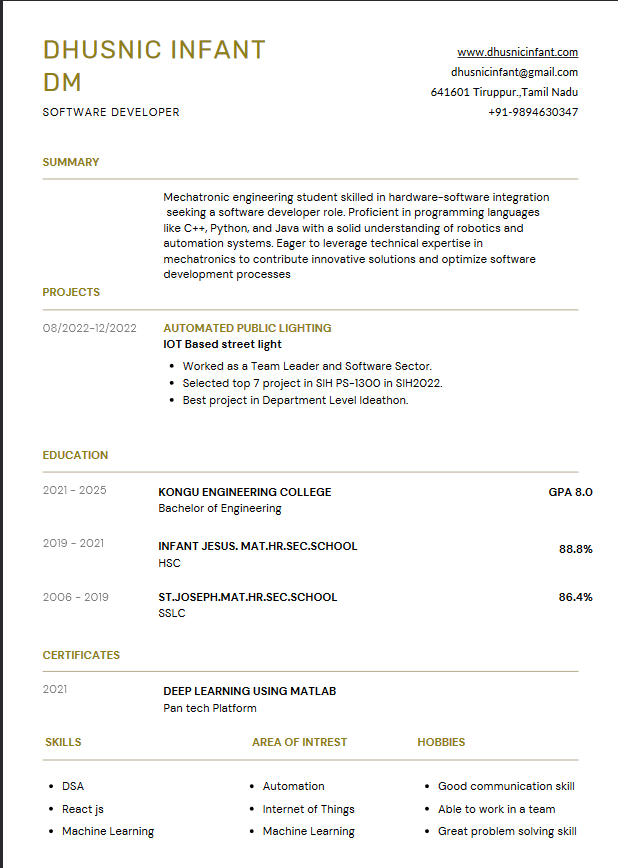 DHUSNIC INFANT
DM
SOFTWARE DEVELOPER
www.dhusnicinfant.com
dhusnicinfant@gmail.com
641601 Tiruppur.,Tamil Nadu
+91-9894630347
SUMMARY
Mechatronic engineering student skilled in hardware-software integration
seeking a software developer role. Proficient in programming languages
like C++, Python, and Java with a solid understanding of robotics and
automation systems. Eager to leverage technical expertise in
mechatronics to contribute innovative solutions and optimize software
development processes
PROJECTS
08/2022-12/2022 AUTOMATED PUBLIC LIGHTING
IOT Based street light
• Worked as a Team Leader and Software Sector.
• Selected top 7 project in SIH PS-1300 in SIH2022.
• Best project in Department Level Ideathon.
EDUCATION
2021 - 2025 KONGU ENGINEERING COLLEGE GPA 8.0
Bachelor of Engineering
2019 - 2021 INFANT JESUS. MAT.HR.SEC.SCHOOL 88.8%
HSC
2006 - 2019 ST.JOSEPH.MAT.HR.SEC.SCHOOL 86.4%
SSLC
CERTIFICATES
2021 DEEP LEARNING USING MATLAB
Pan tech Platform
SKILLS
• DSA
• React js
• Machine Learning
AREA OF INTREST
• Automation
• Internet of Things
• Machine Learning
HOBBIES
• Good communication skill
• Able to work in a team
• Great problem solving skill